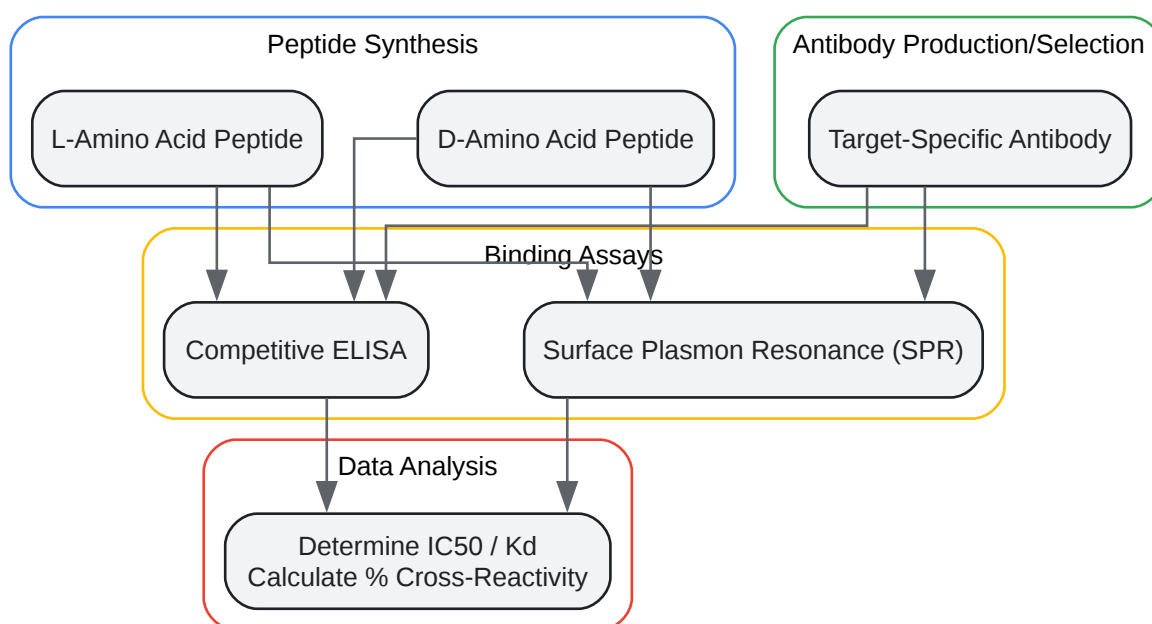 Peptide Synthesis
Antibody Production/Selection
L-Amino Acid Peptide
D-Amino Acid Peptide
Target-Specific Antibody
Binding Assays
Competitive ELISA
Surface Plasmon Resonance (SPR)
Data Analysis
Determine IC50 / Kd
Calculate % Cross-Reactivity